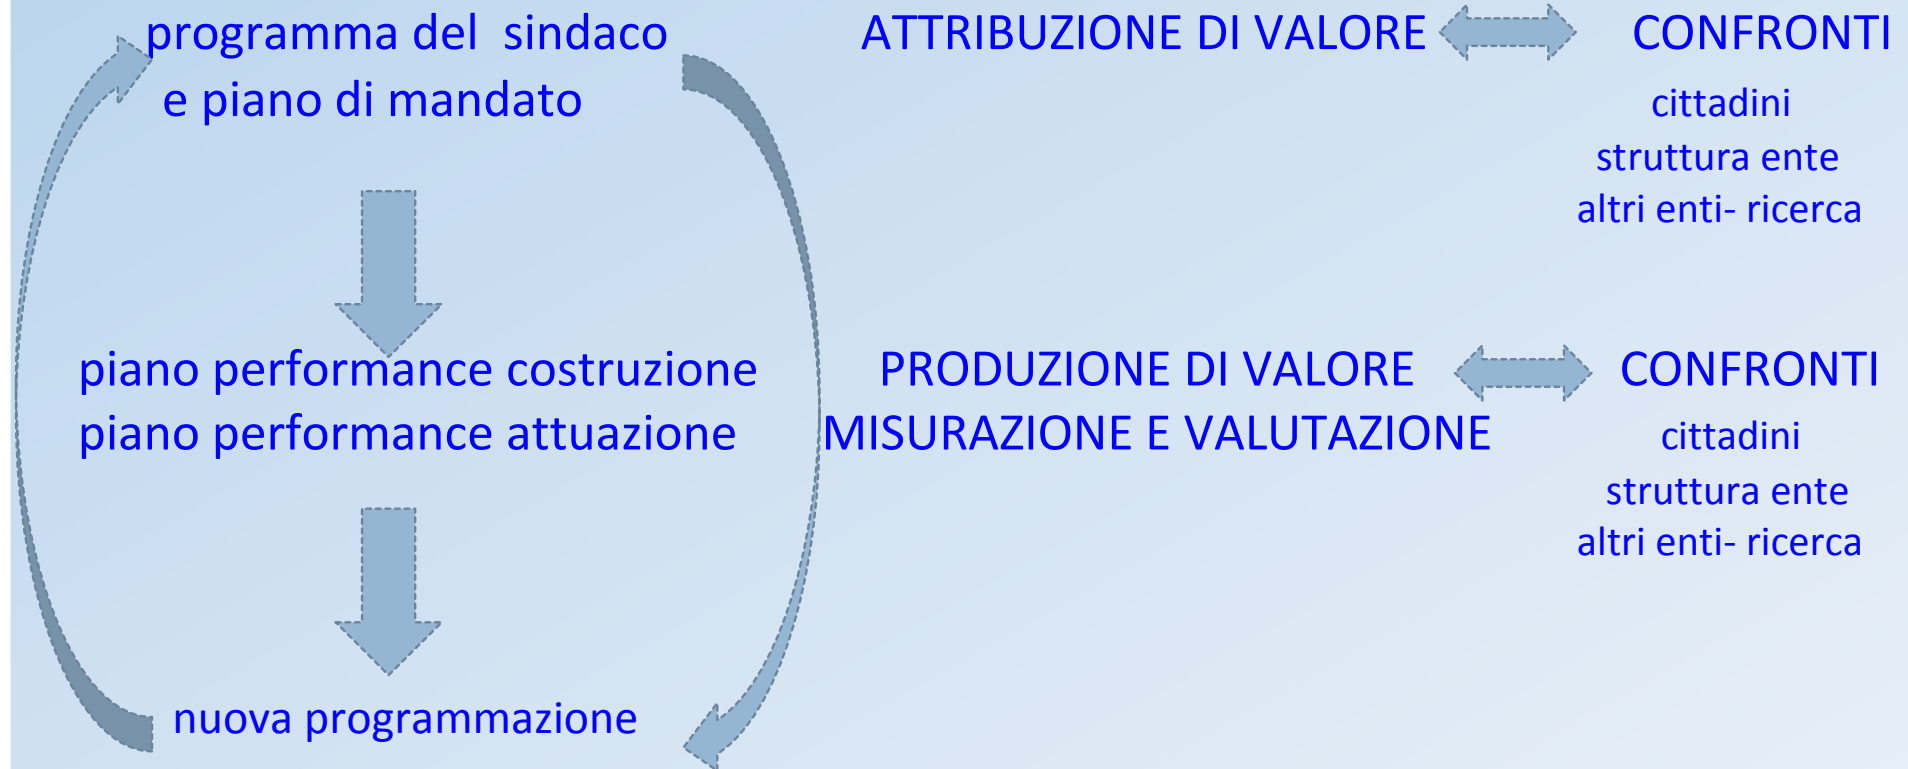 programma del sindaco
e piano di mandato
ATTRIBUZIONE DI VALORE
CONFRONTI
cittadini
struttura ente
altri enti- ricerca
piano performance costruzione
piano performance attuazione
PRODUZIONE DI VALORE
MISURAZIONE E VALUTAZIONE
CONFRONTI
cittadini
struttura ente
altri enti- ricerca
nuova programmazione